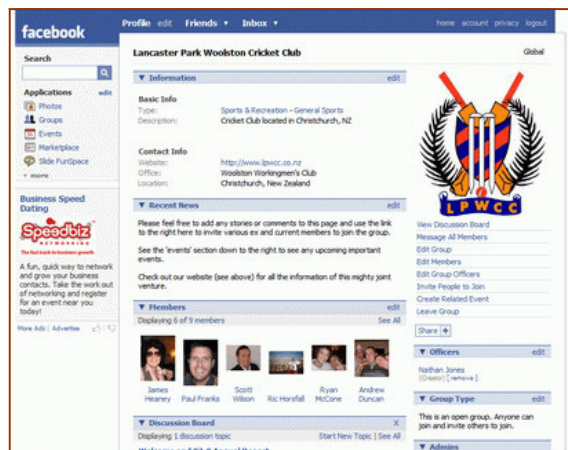 facebook
Profile edit Friends ▼ Inbox ▼
home account privacy logout
Search
Applications edit
Photos
Groups
Events
Marketplace
Slide FunSpace
▼ more
Business Speed
Dating
Speedbiz
NETWORKING
The fast track to business growth
A fun, quick way to network
and grow your business
contacts. Take the work out
of networking and register
for an event near you
today!
More Ads | Advertise
Lancaster Park Woolston Cricket Club
Global
▼ Information edit
Basic Info
Type: Sports & Recreation - General Sports
Description: Cricket Club located in Christchurch, NZ
Contact Info
Website: http://www.lpwcc.co.nz
Office: Woolston Workingmen's Club
Location: Christchurch, New Zealand
▼ Recent News edit
Please feel free to add any stories or comments to this page and use the link
to the right here to invite various ex and current members to join the group.
See the 'events' section down to the right to see any upcoming important
events.
Check out our website (see above) for all the information of this mighty joint
venture.
▼ Members edit
Displaying 6 of 9 members See All
James
Heaney
Paul Franks
Scott
Wilson
Ric Horsfall
Ryan
McCone
Andrew
Duncan
▼ Discussion Board X
Displaying 1 discussion topic Start New Topic | See All
LPWCC
View Discussion Board
Message All Members
Edit Group
Edit Members
Edit Group Officers
Invite People to Join
Create Related Event
Leave Group
Share +
▼ Officers edit
Nathan Jones
(Creator) [ remove ]
▼ Group Type edit
This is an open group. Anyone can
join and invite others to join.
▼ Admins